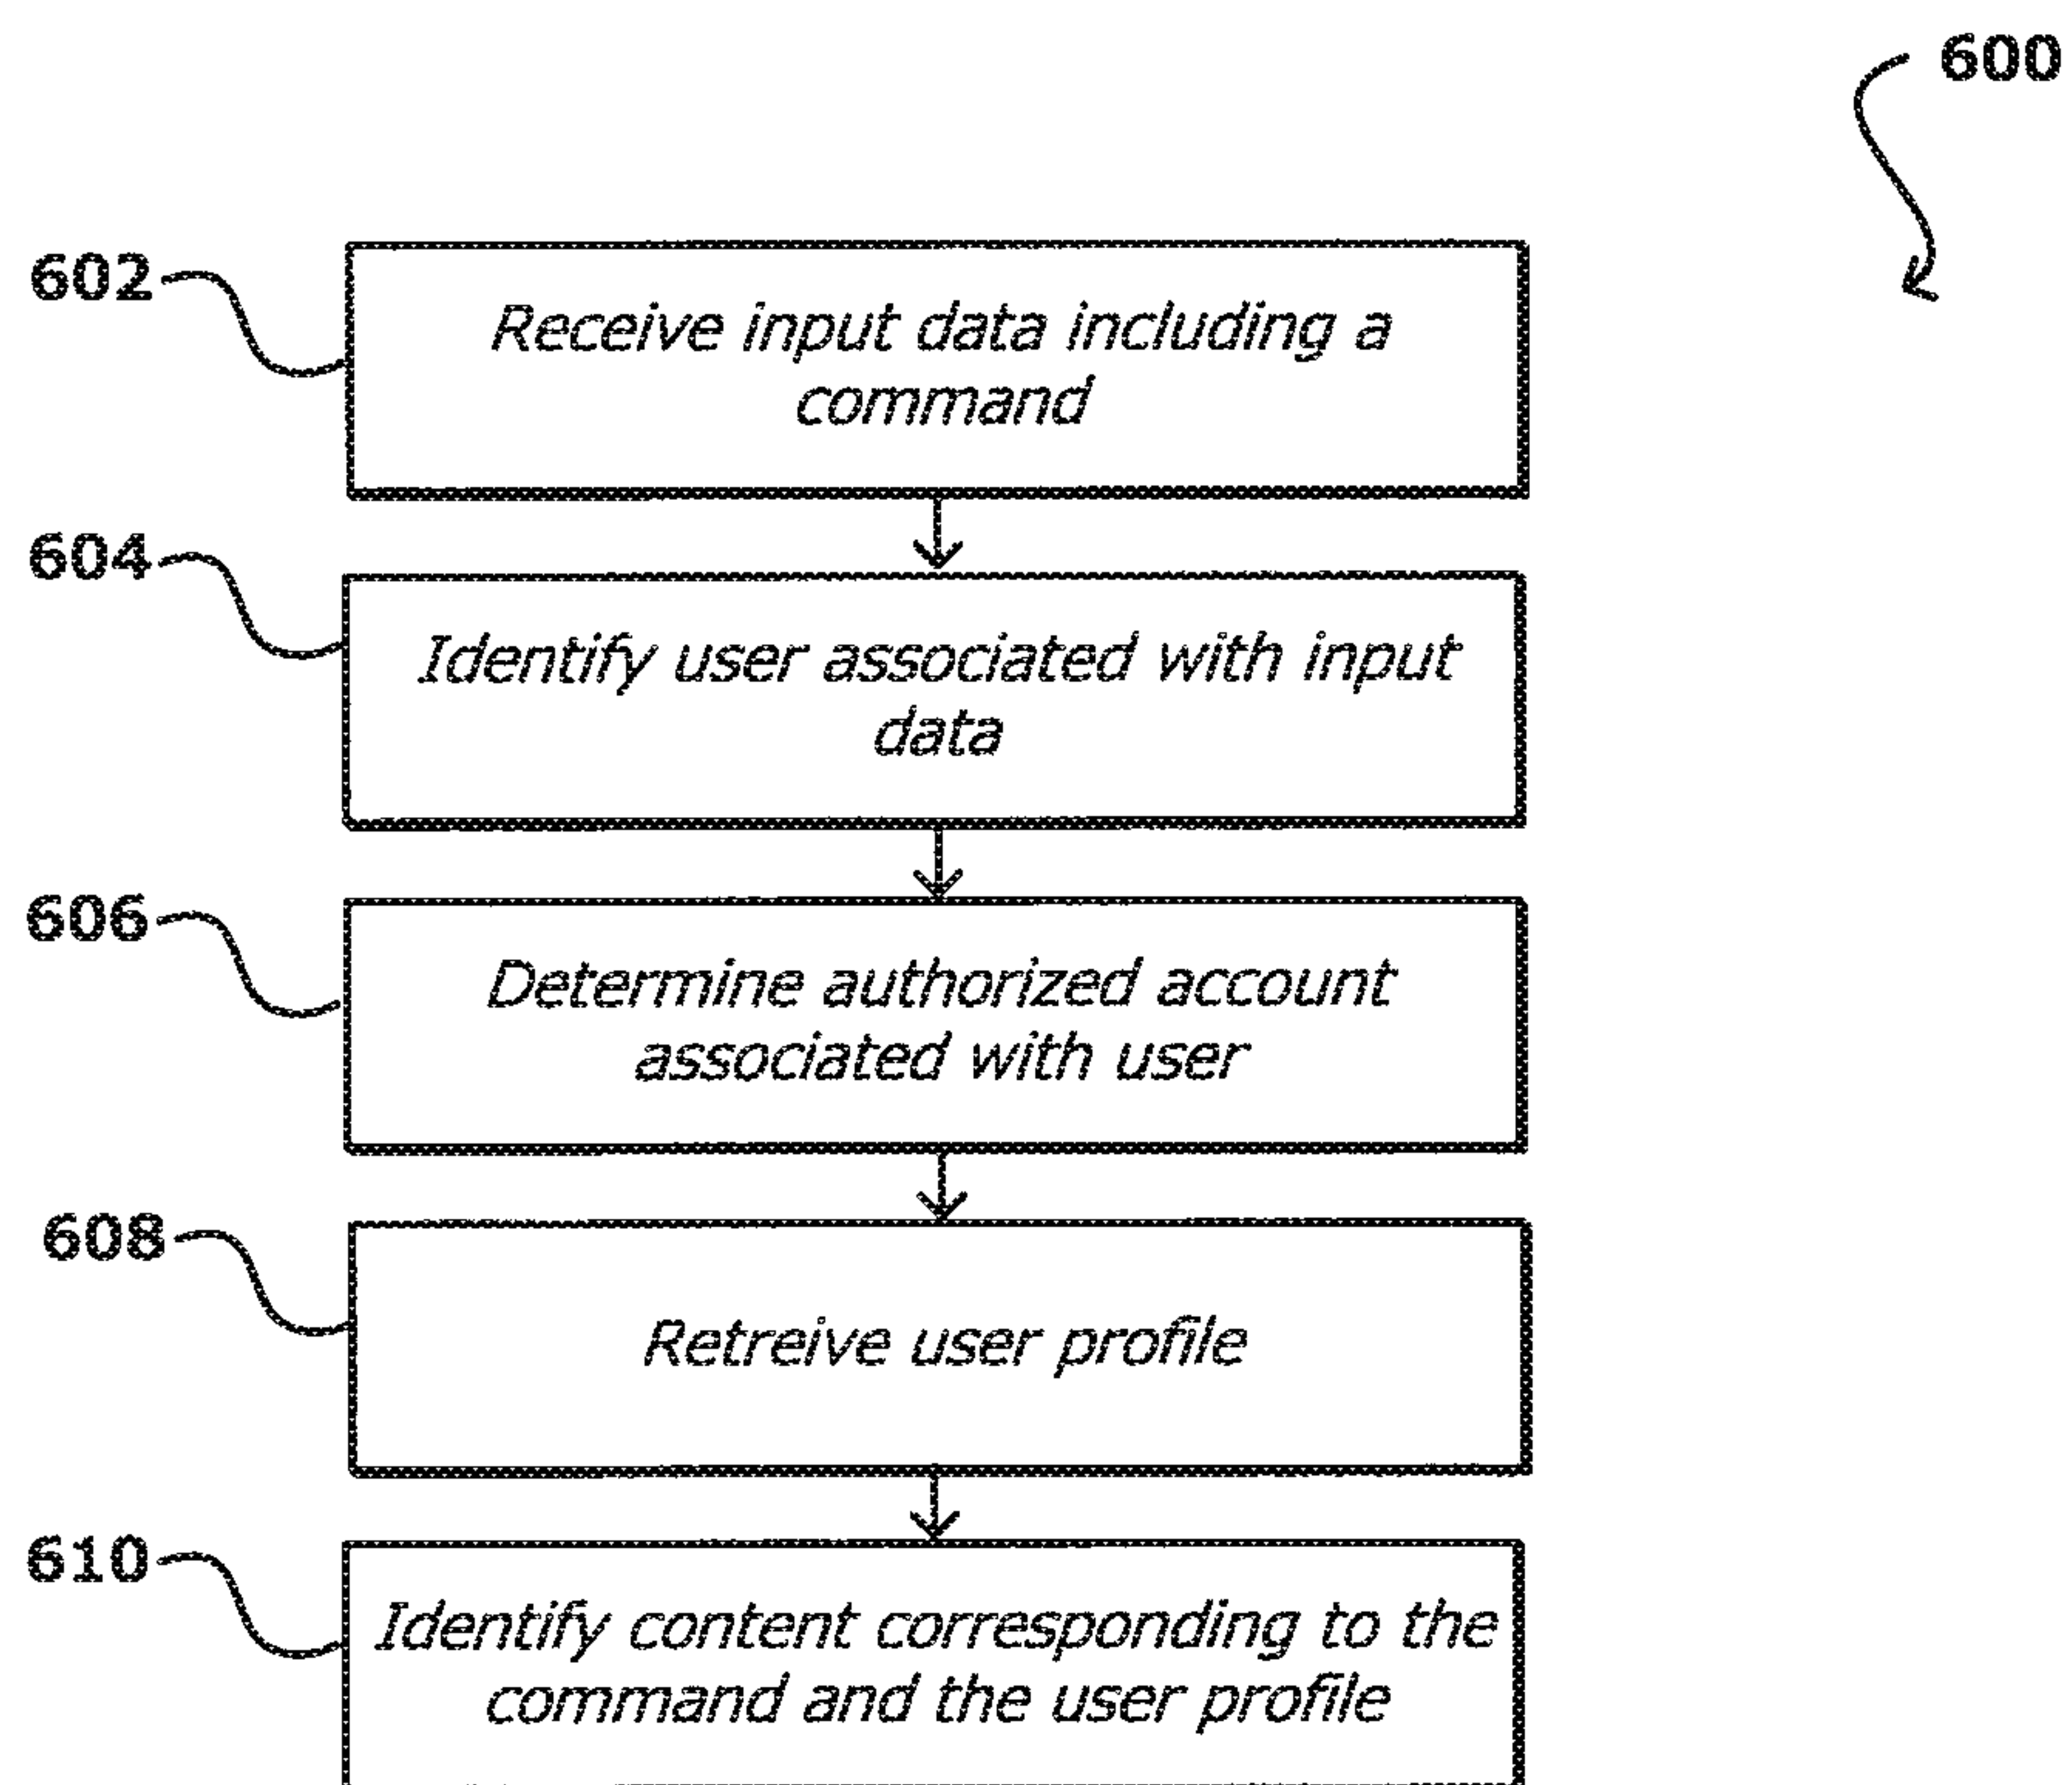 600
602
Receive input data including a
command
604
Identify user associated with input
data
606
Determine authorized account
associated with user
608
Retreive user profile
610
Identify content corresponding to the
command and the user profile